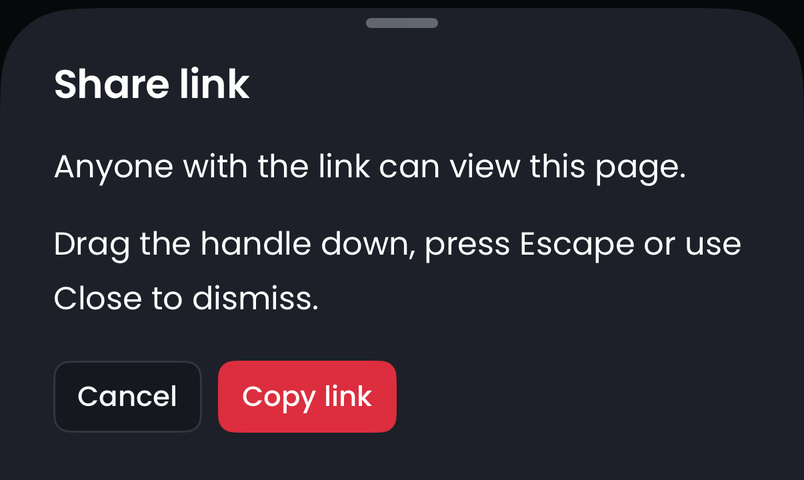 Share link
Anyone with the link can view this page.
Drag the handle down, press Escape or use
Close to dismiss.
Cancel
Copy link